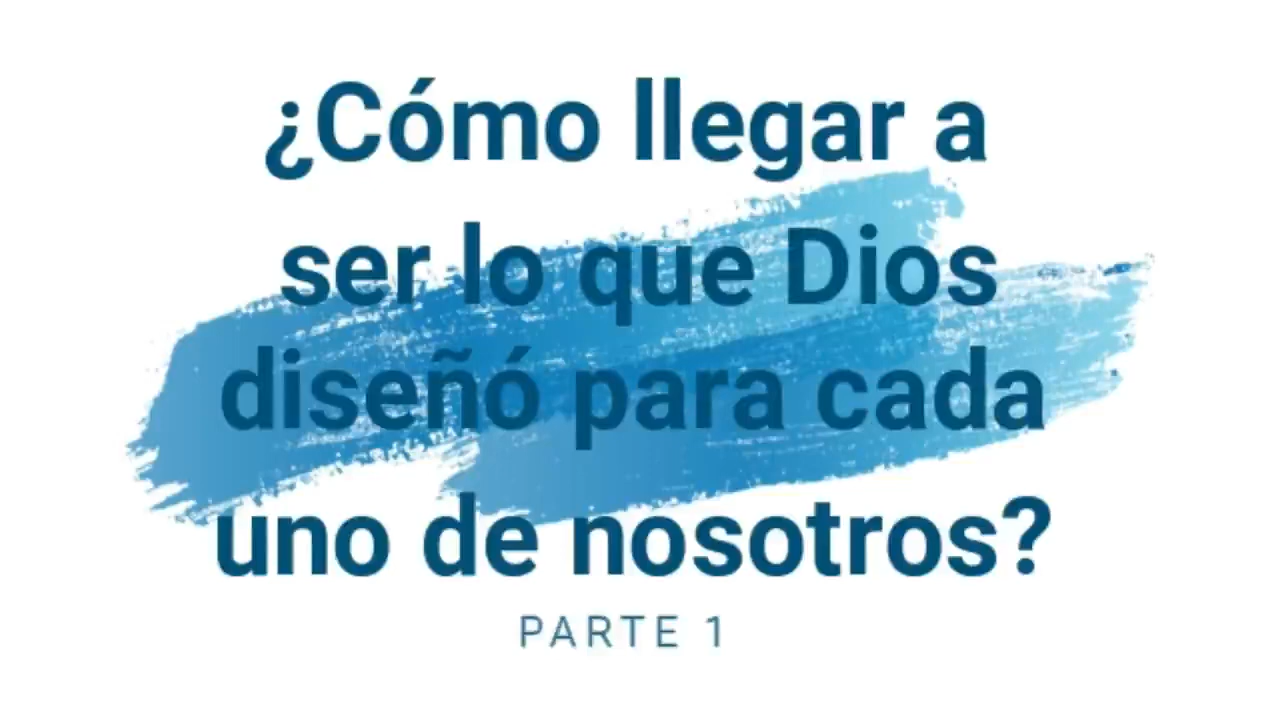 ¿Cómo llegar a
ser lo que Dios
diseñó para cada
uno de nosotros?
PARTE 1